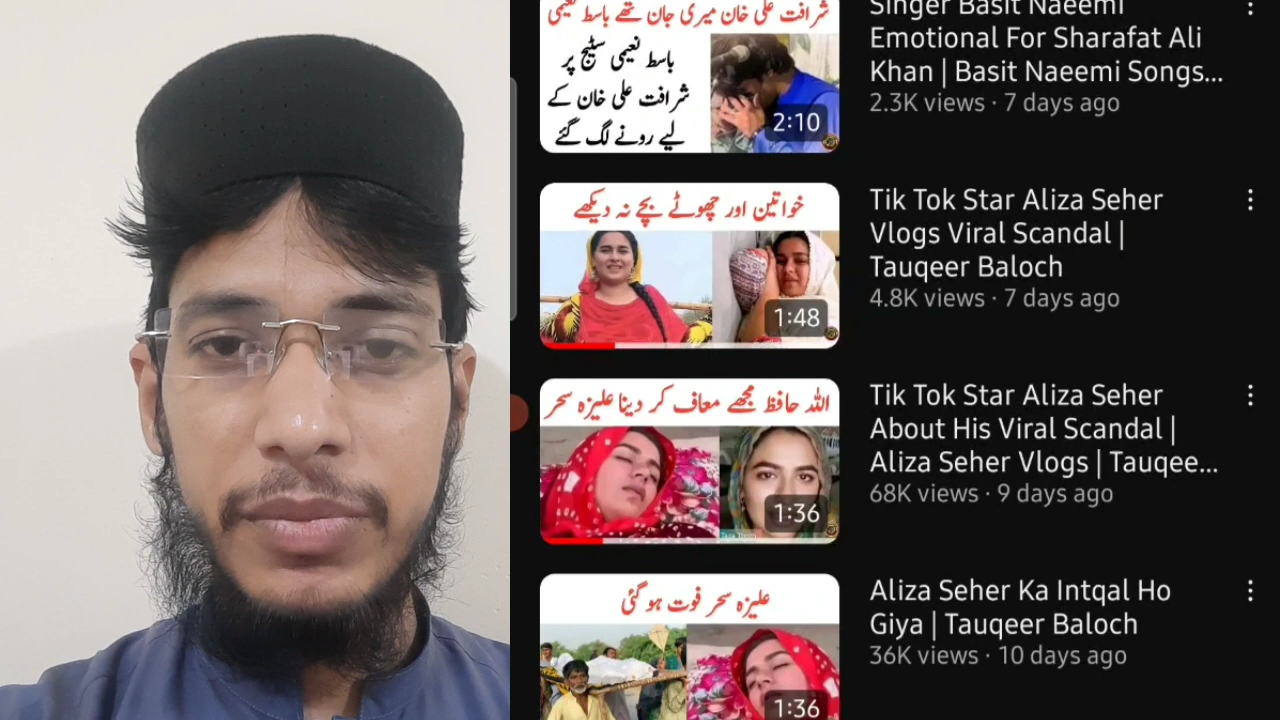 شرافت علی خان میری جان تھے باسط نعیمی
باسط نعیمی سٹیج پر
شرافت علی خان کے
لیے رونے لگ گئے
2:10
Singer Basit Naeemi
Emotional For Sharafat Ali
Khan | Basit Naeemi Songs...
2.3K views · 7 days ago
خواتین اور چھوٹے بچے نہ دیکھے
1:48
Tik Tok Star Aliza Seher
Vlogs Viral Scandal |
Tauqeer Baloch
4.8K views · 7 days ago
اللہ حافظ مجھے معاف کر دینا علیزہ سحر
1:36
Tik Tok Star Aliza Seher
About His Viral Scandal |
Aliza Seher Vlogs | Tauqee...
68K views · 9 days ago
علیزہ سحر فوت ہو گئی
1:36
Aliza Seher Ka Intqal Ho
Giya | Tauqeer Baloch
36K views · 10 days ago